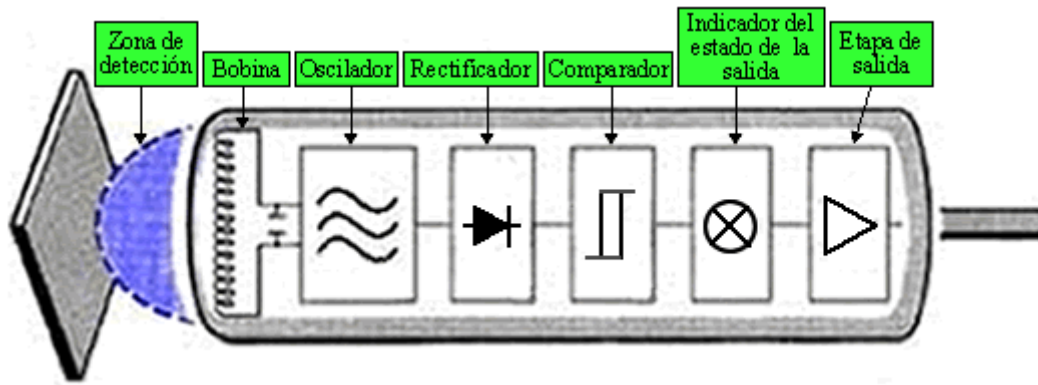 Zona de
detección
Bobina
Oscilador
Rectificador
Comparador
Indicador del
estado de la
salida
Etapa de
salida